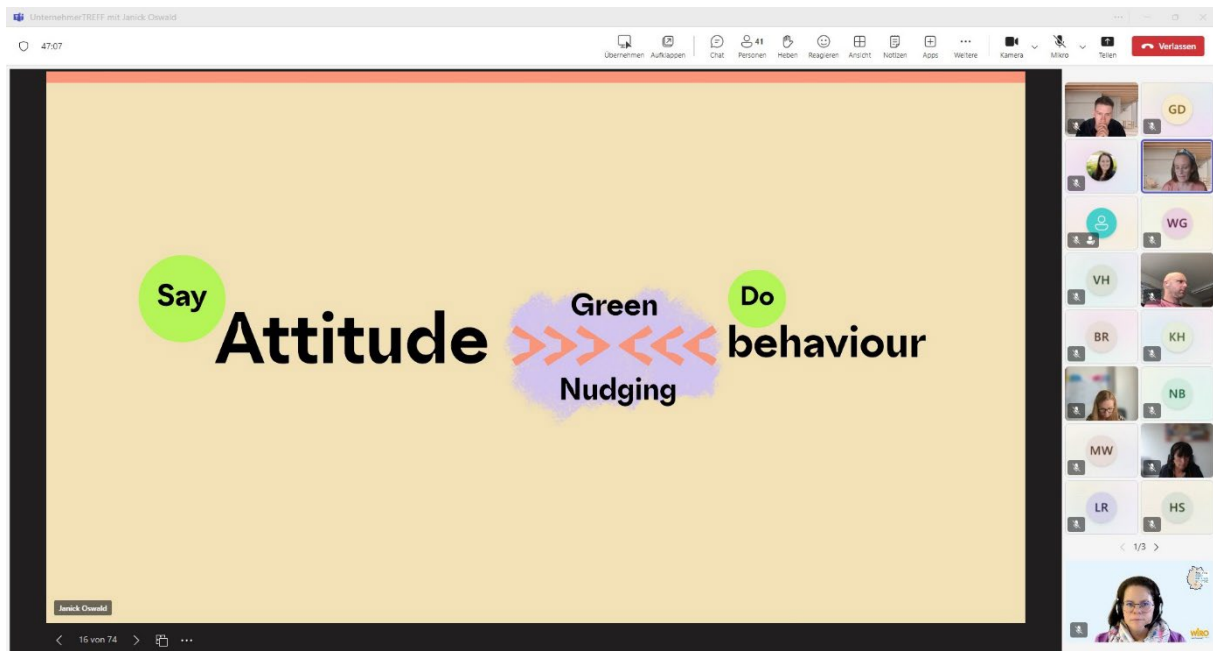 UnternehmerTREFF mit Janick Oswald
47:07
Übernehmen Aufklappen Chat 41 Personen Heben Reagieren Ansicht Notizen Apps Weitere Kamera Mikro Teilen Verlassen
Say
Attitude
Green
Nudging
Do
behaviour
Janick Oswald
16 von 74
GD
WG
VH
BR
KH
NB
MW
LR
HS
1/3
WiRO